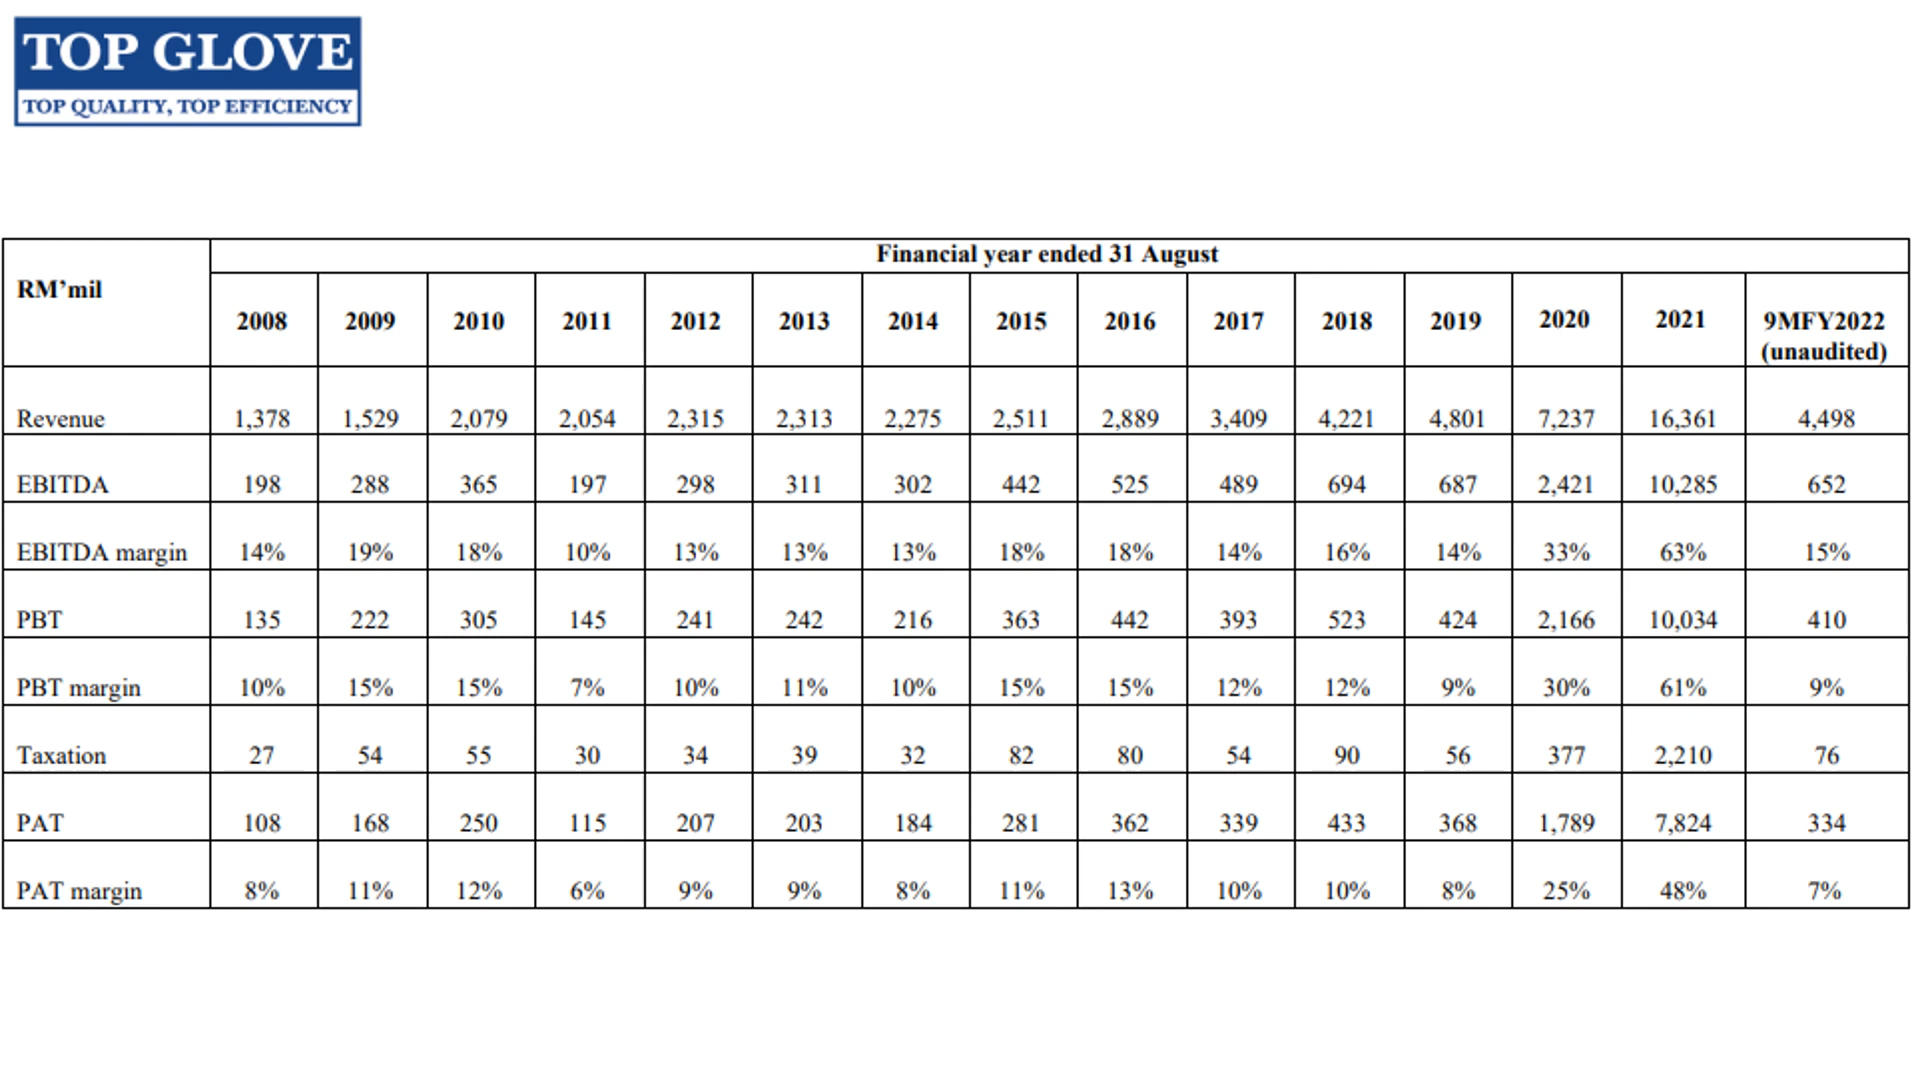 TOP GLOVE
TOP QUALITY, TOP EFFICIENCY
RM’mil Financial year ended 31 August
2008 2009 2010 2011 2012 2013 2014 2015 2016 2017 2018 2019 2020 2021 9MFY2022 (unaudited)
Revenue 1,378 1,529 2,079 2,054 2,315 2,313 2,275 2,511 2,889 3,409 4,221 4,801 7,237 16,361 4,498
EBITDA 198 288 365 197 298 311 302 442 525 489 694 687 2,421 10,285 652
EBITDA margin 14% 19% 18% 10% 13% 13% 13% 18% 18% 14% 16% 14% 33% 63% 15%
PBT 135 222 305 145 241 242 216 363 442 393 523 424 2,166 10,034 410
PBT margin 10% 15% 15% 7% 10% 11% 10% 15% 15% 12% 12% 9% 30% 61% 9%
Taxation 27 54 55 30 34 39 32 82 80 54 90 56 377 2,210 76
PAT 108 168 250 115 207 203 184 281 362 339 433 368 1,789 7,824 334
PAT margin 8% 11% 12% 6% 9% 9% 8% 11% 13% 10% 10% 8% 25% 48% 7%